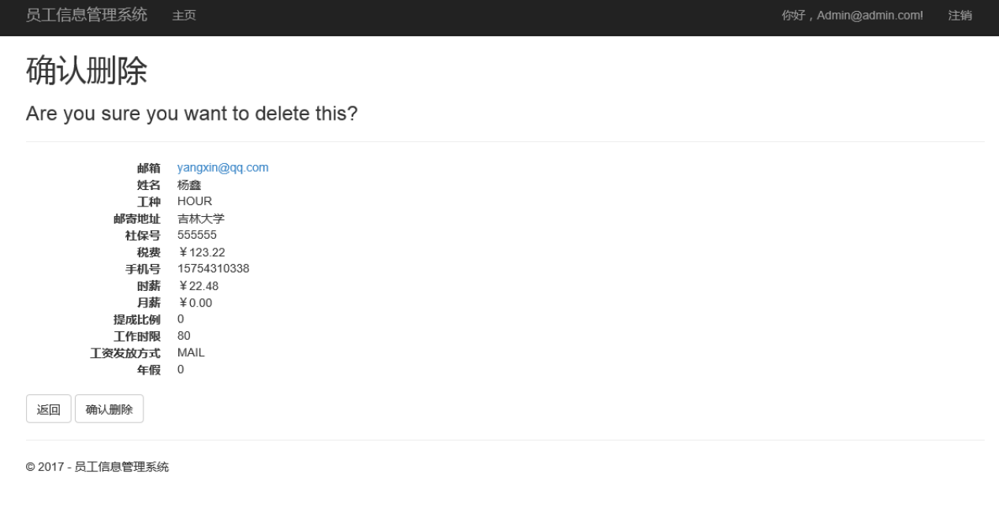 员工信息管理系统 主页 你好，Admin@admin.com! 注销
确认删除
Are you sure you want to delete this?
邮箱 yangxin@qq.com
姓名 杨鑫
工种 HOUR
邮寄地址 吉林大学
社保号 555555
税费 ￥123.22
手机号 15754310338
时薪 ￥22.48
月薪 ￥0.00
提成比例 0
工作时限 80
工资发放方式 MAIL
年假 0
返回 确认删除
© 2017 - 员工信息管理系统